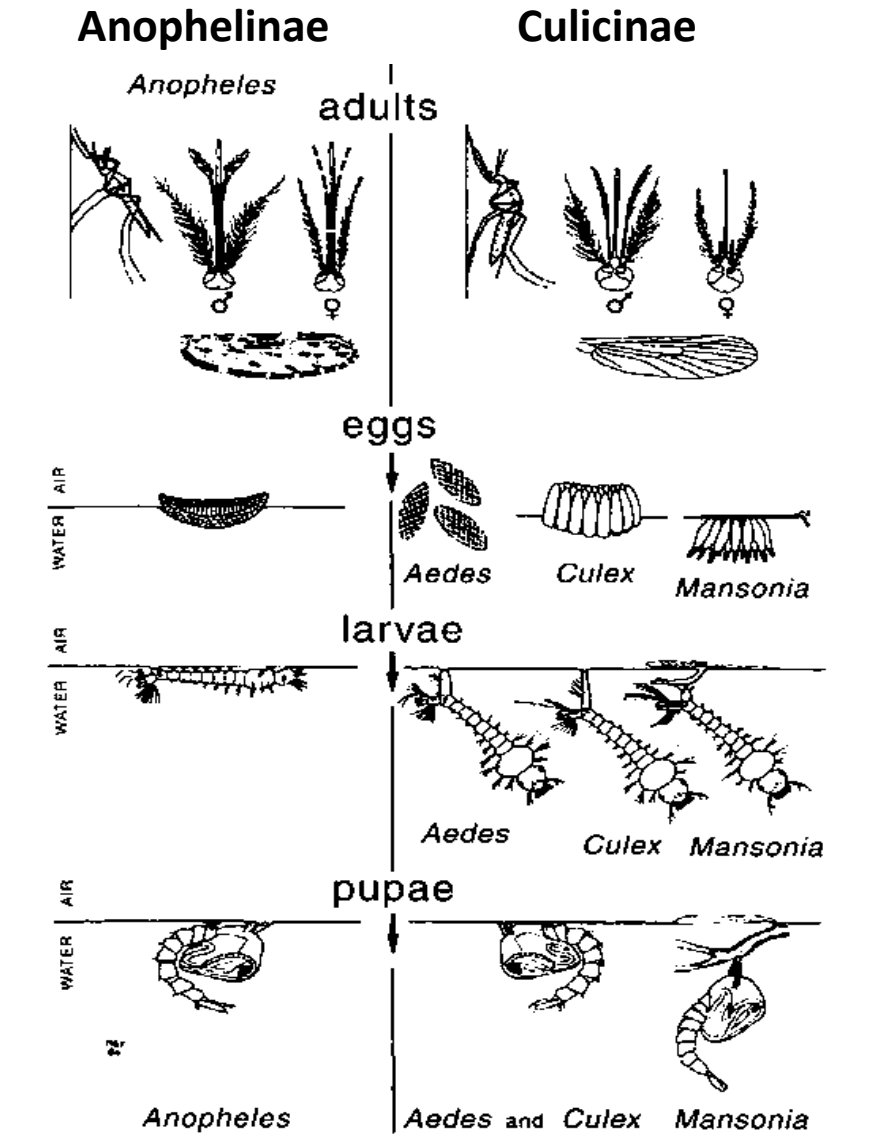 Anophelinae
Culicinae
Anopheles
adults
♂
♀
♂
♀
eggs
AIR
WATER
Aedes
Culex
Mansonia
larvae
AIR
WATER
Aedes
Culex
Mansonia
pupae
AIR
WATER
Anopheles
Aedes and Culex
Mansonia